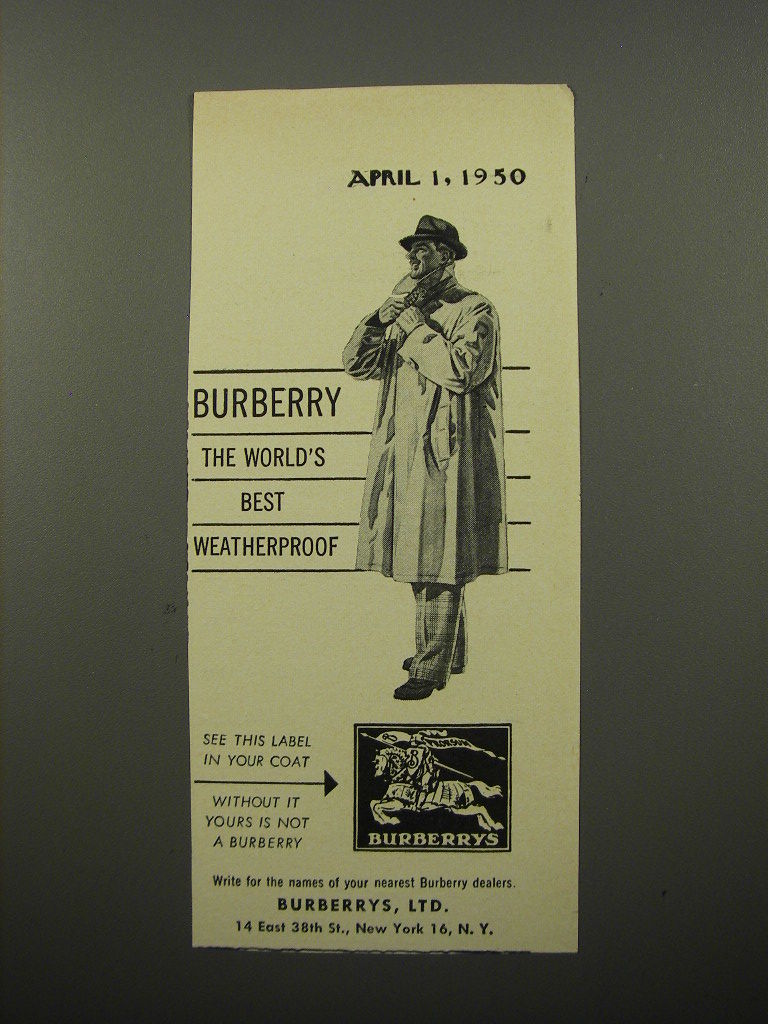 APRIL 1, 1950
BURBERRY
THE WORLD'S
BEST
WEATHERPROOF
SEE THIS LABEL
IN YOUR COAT
WITHOUT IT
YOURS IS NOT
A BURBERRY
PRORSUM
BURBERRYS
Write for the names of your nearest Burberry dealers.
BURBERRYS, LTD.
14 East 38th St., New York 16, N. Y.